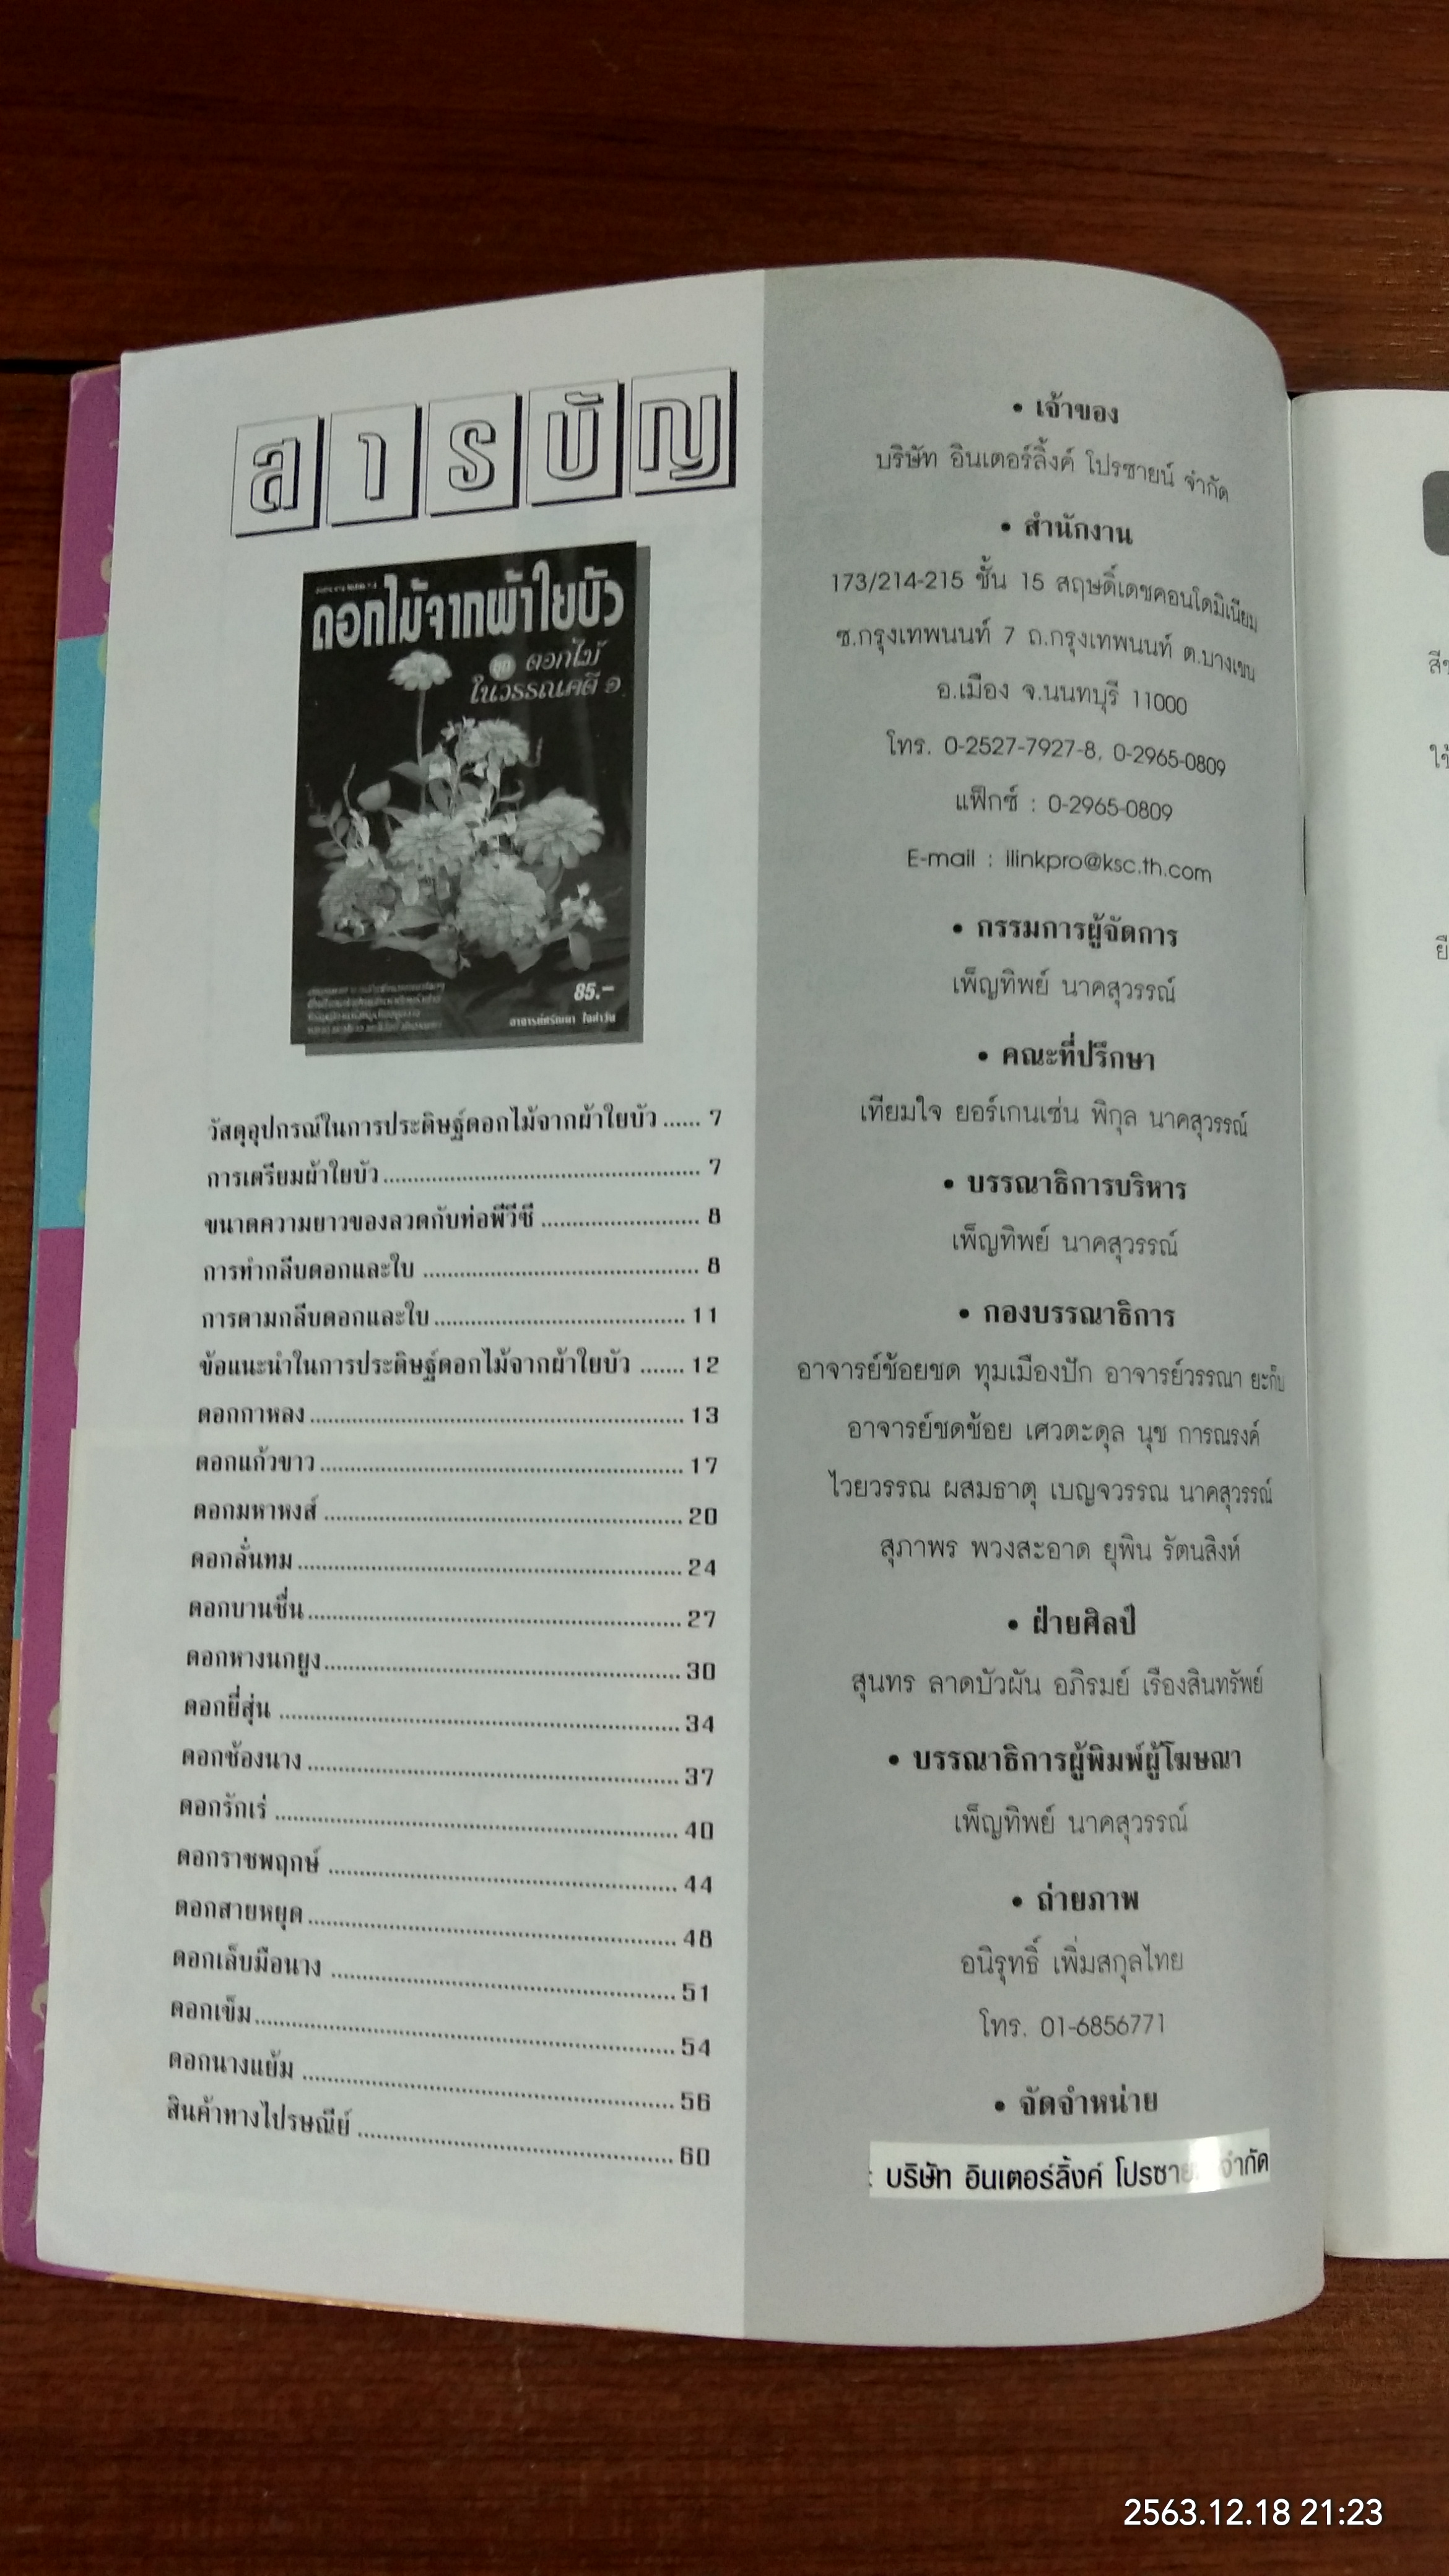 สารบัญ
ดอกไม้จากผ้าใยบัว
ชุด ดอกไม้
ในวรรณคดี ๑
85.-
อาจารย์ศรัณนา ใจคำวัน
วัสดุอุปกรณ์ในการประดิษฐ์ดอกไม้จากผ้าใยบัว ...... 7
การเตรียมผ้าใยบัว ...... 7
ขนาดความยาวของลวดกับท่อพีวีซี ...... 8
การทำกลีบดอกและใบ ...... 8
การตามกลีบดอกและใบ ...... 11
ข้อแนะนำในการประดิษฐ์ดอกไม้จากผ้าใยบัว ....... 12
ดอกกาหลง ...... 13
ดอกแก้วขาว ...... 17
ดอกมหาหงส์ ...... 20
ดอกลั่นทม ...... 24
ดอกบานชื่น ...... 27
ดอกหางนกยูง ...... 30
ดอกยี่สุ่น ...... 34
ดอกซ้องนาง ...... 37
ดอกรักเร่ ...... 40
ดอกราชพฤกษ์ ...... 44
ดอกสายหยุด ...... 48
ดอกเล็บมือนาง ...... 51
ดอกเข็ม ...... 54
ดอกนางแย้ม ...... 56
สินค้าทางไปรษณีย์ ...... 60
• เจ้าของ
บริษัท อินเตอร์ลิ้งค์ โปรซายน์ จำกัด
• สำนักงาน
173/214-215 ชั้น 15 สฤษดิ์เดชคอนโดมิเนียม
ซ.กรุงเทพนนท์ 7 ถ.กรุงเทพนนท์ ต.บางเขน
อ.เมือง จ.นนทบุรี 11000
โทร. 0-2527-7927-8, 0-2965-0809
แฟ็กซ์ : 0-2965-0809
E-mail : ilinkpro@ksc.th.com
• กรรมการผู้จัดการ
เพ็ญทิพย์ นาคสุวรรณ์
• คณะที่ปรึกษา
เทียมใจ ยอร์เกนเซ่น พิกุล นาคสุวรรณ์
• บรรณาธิการบริหาร
เพ็ญทิพย์ นาคสุวรรณ์
• กองบรรณาธิการ
อาจารย์ช้อยชด ทุมเมืองปัก อาจารย์วรรณา ยะกับ
อาจารย์ชดช้อย เศวตะดุล นุช การณรงค์
ไวยวรรณ ผสมธาตุ เบญจวรรณ นาคสุวรรณ์
สุภาพร พวงสะอาด ยุพิน รัตนสิงห์
• ฝ่ายศิลป์
สุนทร ลาดบัวผัน อภิรมย์ เรืองสินทรัพย์
• บรรณาธิการผู้พิมพ์ผู้โฆษณา
เพ็ญทิพย์ นาคสุวรรณ์
• ถ่ายภาพ
อนิรุทธิ์ เพิ่มสกุลไทย
โทร. 01-6856771
• จัดจำหน่าย
: บริษัท อินเตอร์ลิ้งค์ โปรซาย จำกัด
2563.12.18 21:23